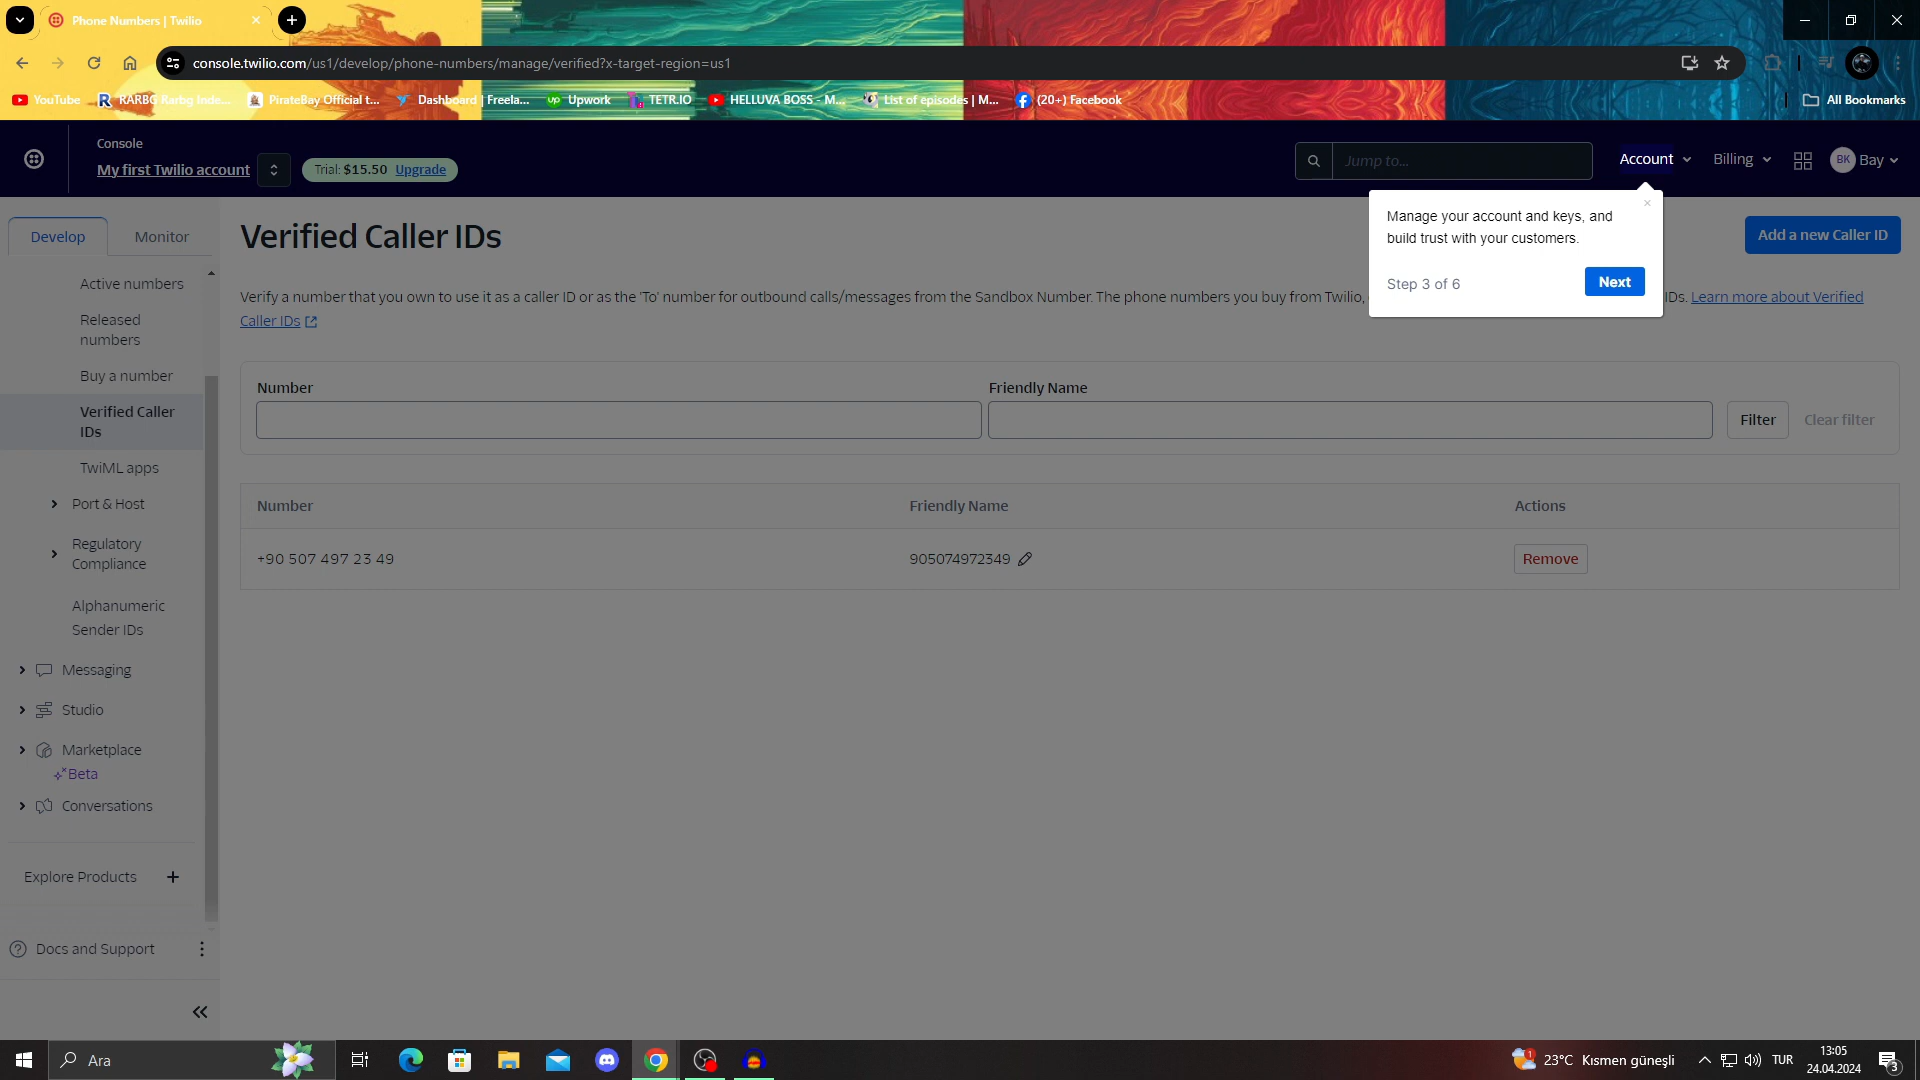 Phone Numbers | Twilio
console.twilio.com/us1/develop/phone-numbers/manage/verified?x-target-region=us1
YouTube
RARBG Rarbg Inde...
PirateBay Official t...
Dashboard | Freela...
Upwork
TETR.IO
HELLUVA BOSS - M...
List of episodes | M...
(20+) Facebook
All Bookmarks
Console
My first Twilio account
Trial: $15.50 Upgrade
Jump to...
Account
Billing
BK Bay
Manage your account and keys, and
build trust with your customers.
Step 3 of 6
Next
Develop
Monitor
Active numbers
Released
numbers
Buy a number
Verified Caller
IDs
TwiML apps
Port & Host
Regulatory
Compliance
Alphanumeric
Sender IDs
Messaging
Studio
Marketplace
Beta
Conversations
Explore Products
Docs and Support
Verified Caller IDs
Add a new Caller ID
Verify a number that you own to use it as a caller ID or as the 'To' number for outbound calls/messages from the Sandbox Number. The phone numbers you buy from Twilio, IDs. Learn more about Verified
Caller IDs
Number
Friendly Name
Filter
Clear filter
Number
Friendly Name
Actions
+90 507 497 23 49
905074972349
Remove
Ara
1
23°C Kısmen güneşli
TUR
13:05
24.04.2024
3